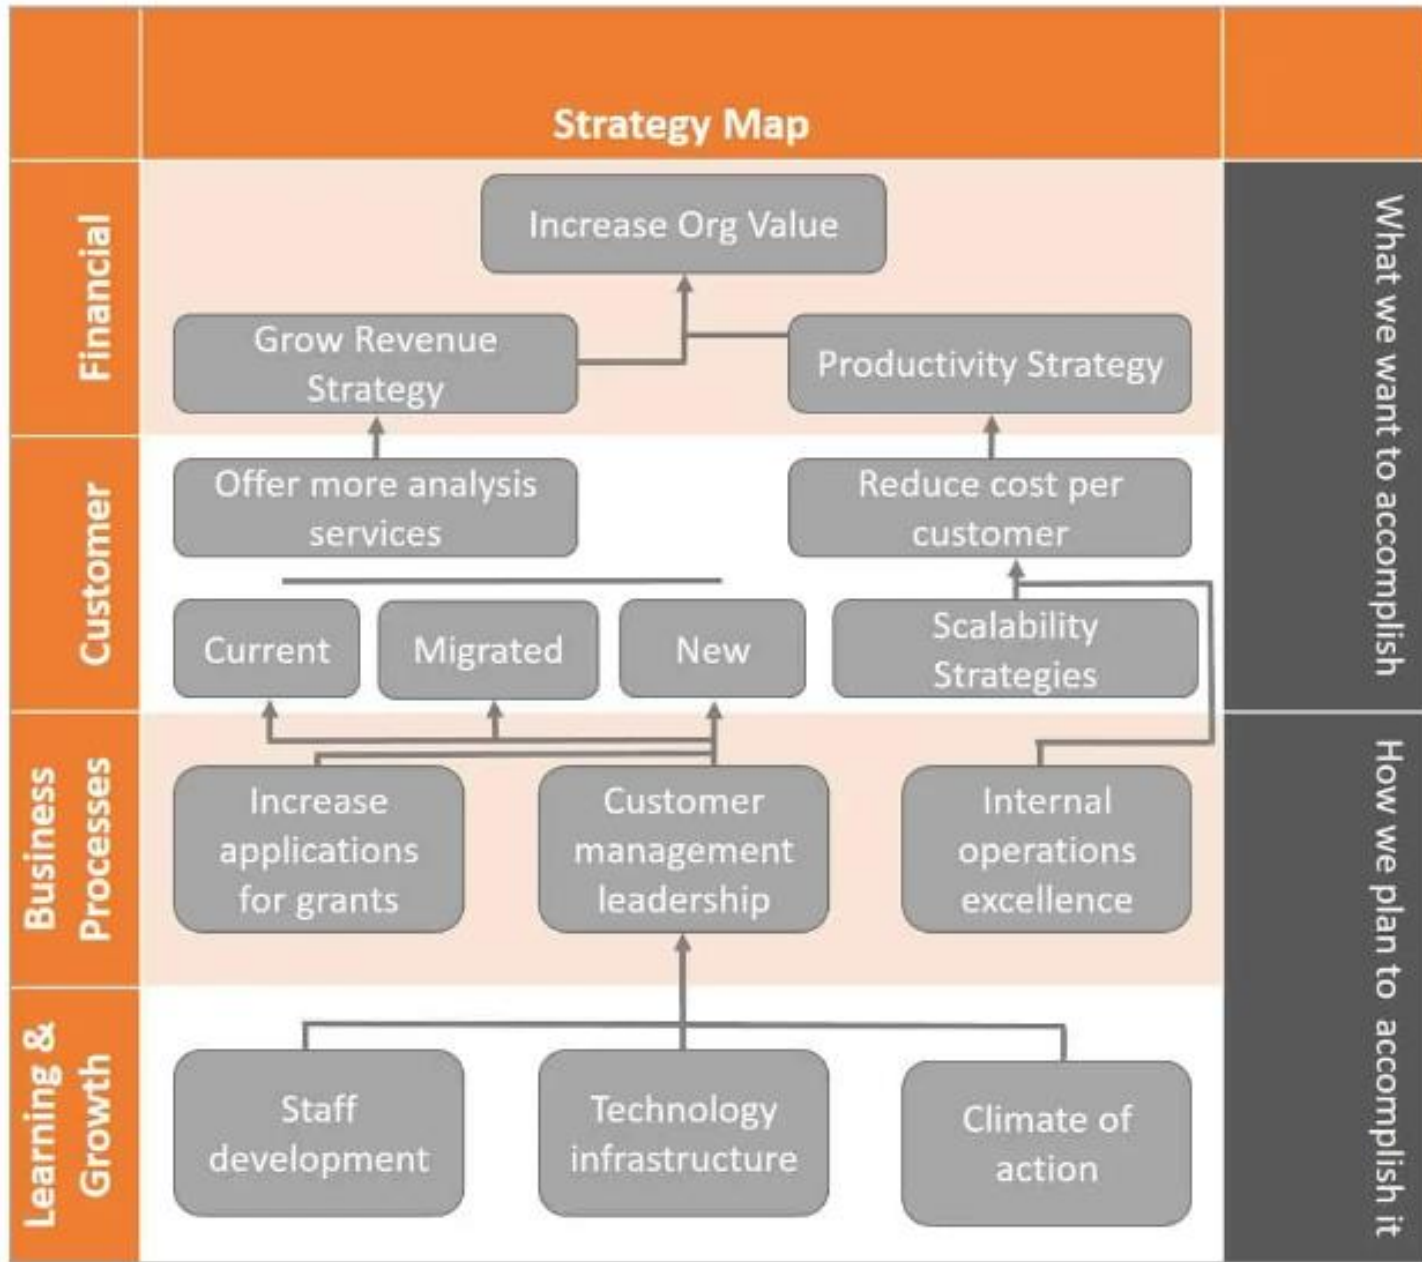 Strategy Map
Financial
Increase Org Value
Grow Revenue
Strategy
Productivity Strategy
What we want to accomplish
Customer
Offer more analysis
services
Reduce cost per
customer
Current
Migrated
New
Scalability
Strategies
Business
Processes
Increase
applications
for grants
Customer
management
leadership
Internal
operations
excellence
How we plan to accomplish it
Learning &
Growth
Staff
development
Technology
infrastructure
Climate of
action